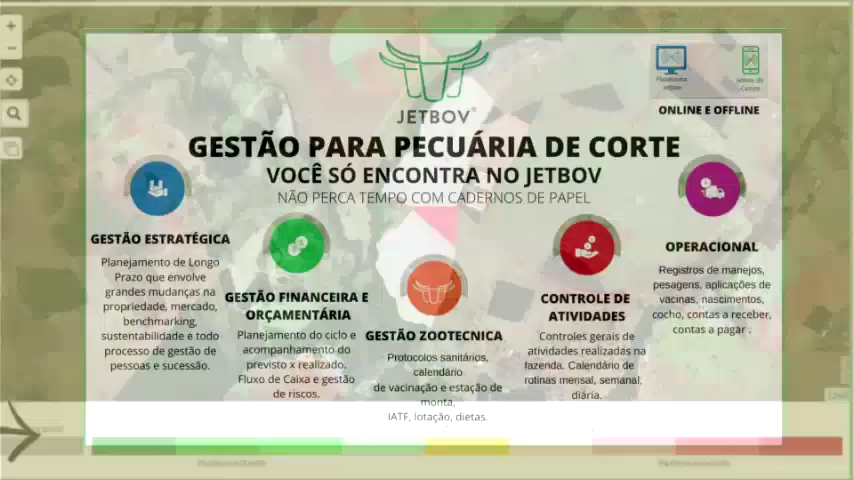 JETBOV®
Plataforma
offline
JetBov de
Campo
ONLINE E OFFLINE
GESTÃO PARA PECUÁRIA DE CORTE
VOCÊ SÓ ENCONTRA NO JETBOV
NÃO PERCA TEMPO COM CADERNOS DE PAPEL
GESTÃO ESTRATÉGICA
Planejamento de Longo
Prazo que envolve
grandes mudanças na
propriedade, mercado,
benchmarking,
sustentabilidade e todo
processo de gestão de
pessoas e sucessão.
GESTÃO FINANCEIRA E
ORÇAMENTÁRIA
Planejamento do ciclo e
acompanhamento do
previsto x realizado.
Fluxo de Caixa e gestão
de riscos.
GESTÃO ZOOTECNICA
Protocolos sanitários,
calendário
de vacinação e estação de
monta,
IATF, lotação, dietas.
CONTROLE DE
ATIVIDADES
Controles gerais de
atividades realizadas na
fazenda. Calendário de
rotinas mensal, semanal,
diária.
OPERACIONAL
Registros de manejos,
pesagens, aplicações de
vacinas, nascimentos,
cocho, contas a receber,
contas a pagar .